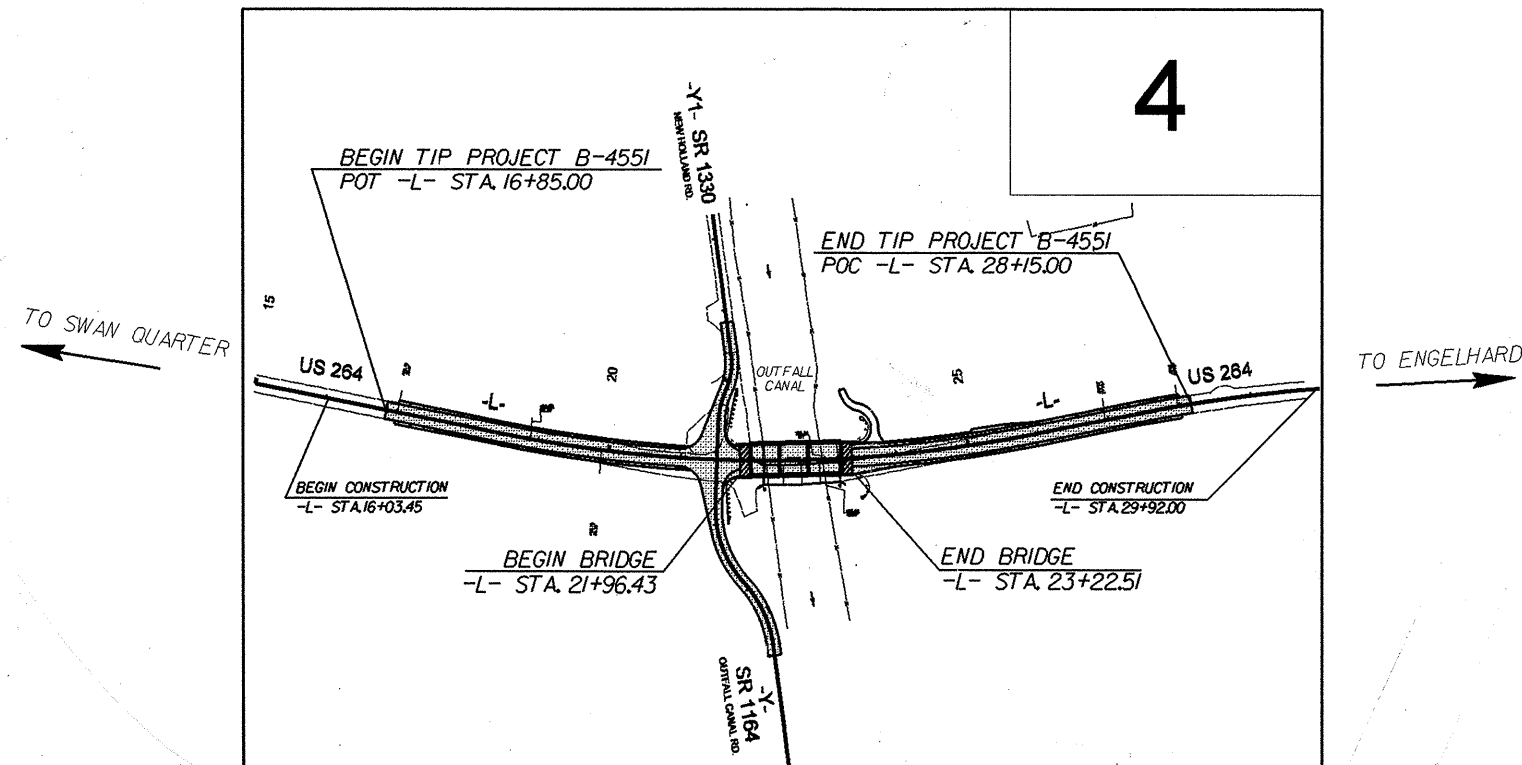 4
-Y1- SR 1330
NEW HOLLAND RD.
BEGIN TIP PROJECT B-4551
POT -L- STA. 16+85.00
END TIP PROJECT B-4551
POC -L- STA. 28+15.00
15
TO SWAN QUARTER
US 264
20
-L-
OUTFALL
CANAL
25
-L-
US 264
TO ENGELHARD
BEGIN CONSTRUCTION
-L- STA.16+03.45
END CONSTRUCTION
-L- STA.29+92.00
BEGIN BRIDGE
-L- STA. 21+96.43
END BRIDGE
-L- STA. 23+22.51
-Y-
SR 1164
OUTFALL CANAL RD.